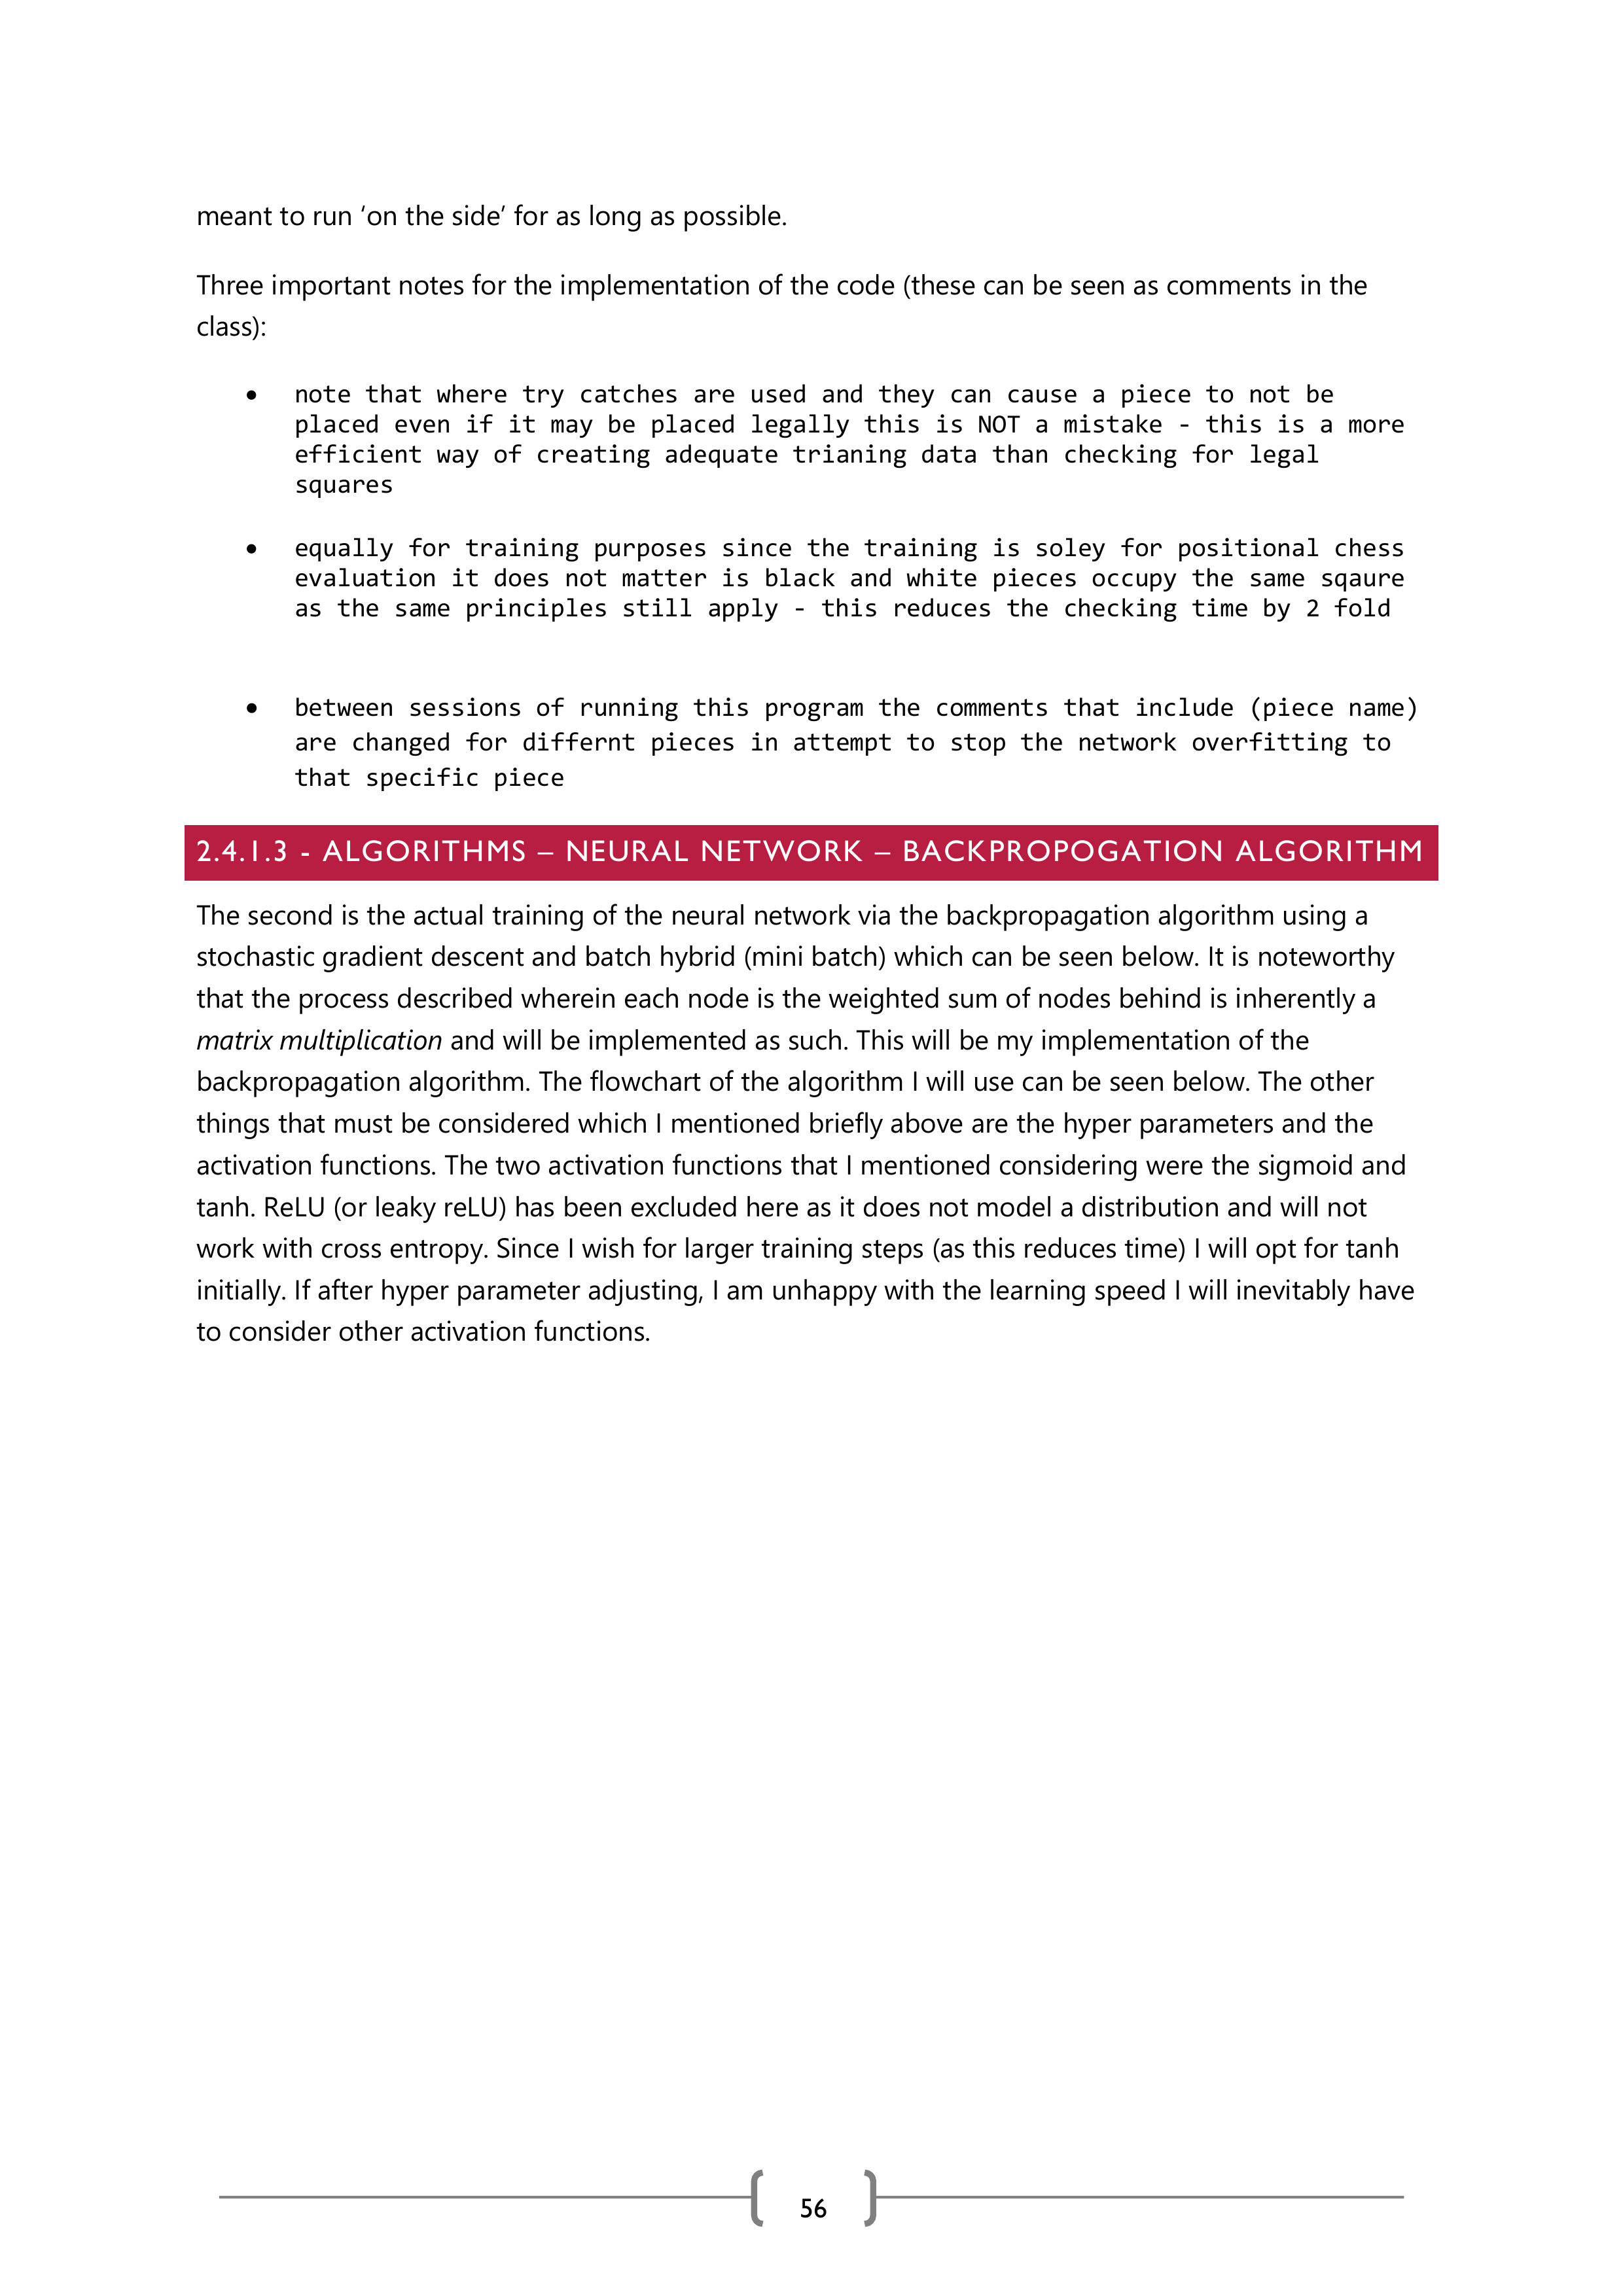 meant to run ‘on the side’ for as long as possible.
Three important notes for the implementation of the code (these can be seen as comments in the
class):
• note that where try catches are used and they can cause a piece to not be
placed even if it may be placed legally this is NOT a mistake - this is a more
efficient way of creating adequate trianing data than checking for legal
squares
• equally for training purposes since the training is soley for positional chess
evaluation it does not matter is black and white pieces occupy the same sqaure
as the same principles still apply - this reduces the checking time by 2 fold
• between sessions of running this program the comments that include (piece name)
are changed for differnt pieces in attempt to stop the network overfitting to
that specific piece
2.4.1.3 - ALGORITHMS – NEURAL NETWORK – BACKPROPOGATION ALGORITHM
The second is the actual training of the neural network via the backpropagation algorithm using a
stochastic gradient descent and batch hybrid (mini batch) which can be seen below. It is noteworthy
that the process described wherein each node is the weighted sum of nodes behind is inherently a
matrix multiplication and will be implemented as such. This will be my implementation of the
backpropagation algorithm. The flowchart of the algorithm I will use can be seen below. The other
things that must be considered which I mentioned briefly above are the hyper parameters and the
activation functions. The two activation functions that I mentioned considering were the sigmoid and
tanh. ReLU (or leaky reLU) has been excluded here as it does not model a distribution and will not
work with cross entropy. Since I wish for larger training steps (as this reduces time) I will opt for tanh
initially. If after hyper parameter adjusting, I am unhappy with the learning speed I will inevitably have
to consider other activation functions.
56